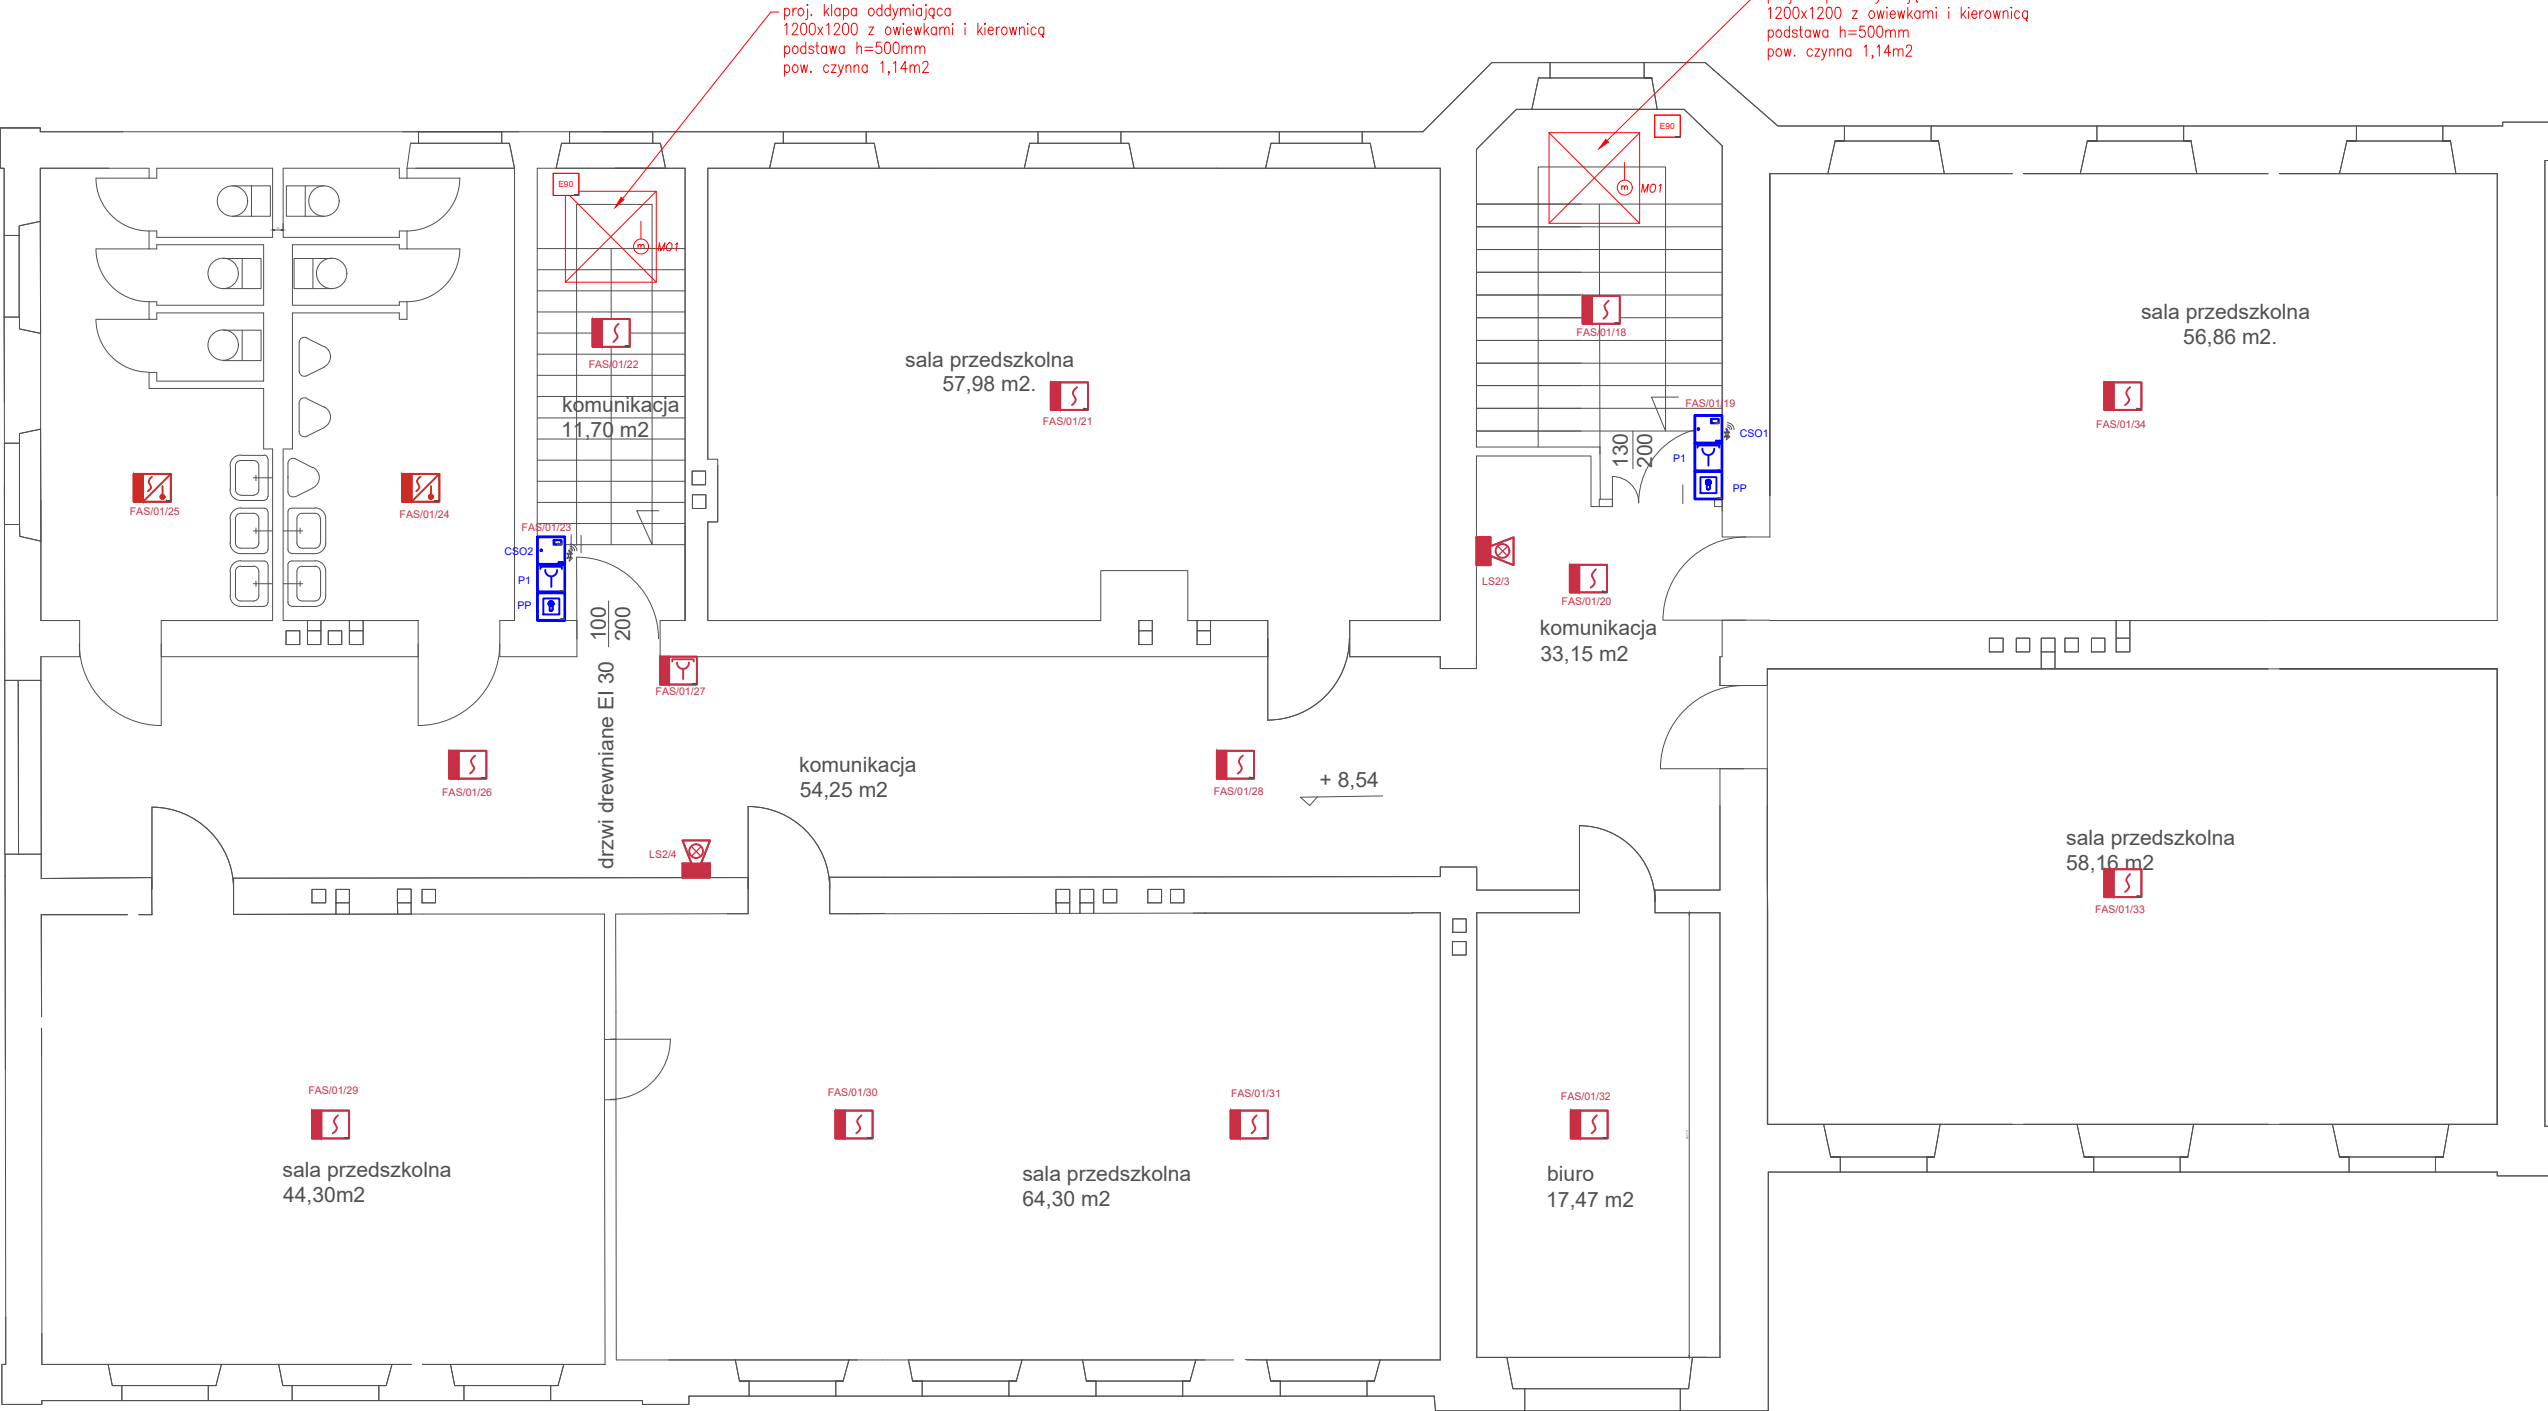 proj. klapa oddymiająca
1200x1200 z owiewkami i kierownicą
podstawa h=500mm
pow. czynna 1,14m2
1200x1200 z owiewkami i kierownicą
podstawa h=500mm
pow. czynna 1,14m2
E90
E90
m MO1
m MO1
FAS/01/22
FAS/01/18
sala przedszkolna
56,86 m2.
sala przedszkolna
57,98 m2.
FAS/01/21
FAS/01/34
komunikacja
11,70 m2
FAS/01/19
CSO1
P1
PP
130
200
FAS/01/25
FAS/01/24
FAS/01/23
CSO2
P1
PP
100
200
drzwi drewniane EI 30
LS2/3
FAS/01/20
komunikacja
33,15 m2
FAS/01/27
FAS/01/26
komunikacja
54,25 m2
FAS/01/28
+ 8,54
LS2/4
sala przedszkolna
58,16 m2
FAS/01/33
FAS/01/29
sala przedszkolna
44,30m2
FAS/01/30
FAS/01/31
sala przedszkolna
64,30 m2
FAS/01/32
biuro
17,47 m2